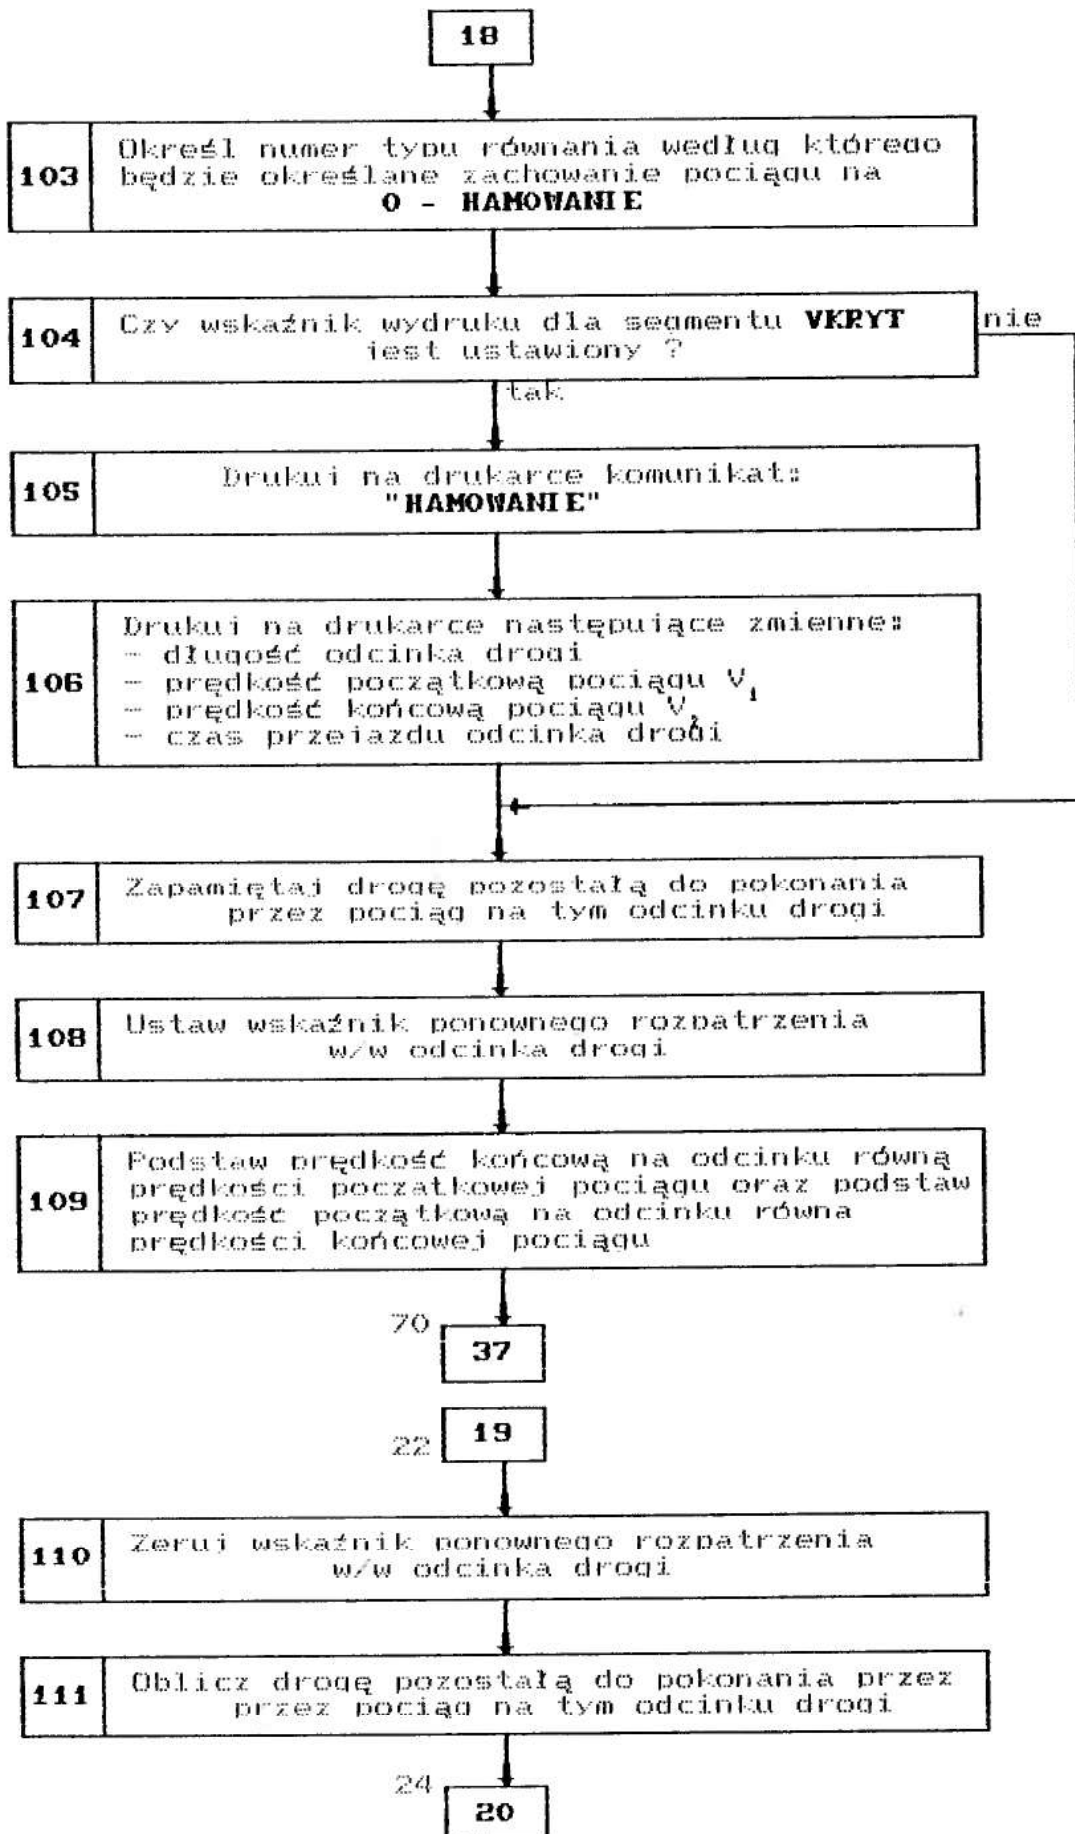 18
103
Określ numer typu równania według którego
będzie określane zachowanie pociągu na
0 - HAMOWANIE
104
Czy wskaźnik wydruku dla segmentu VKRYT
jest ustawiony ?
nie
tak
105
Drukuj na drukarce komunikat:
"HAMOWANIE"
106
Drukuj na drukarce następujące zmienne:
- długość odcinka drogi
- prędkość początkową pociągu V1
- prędkość końcową pociągu V2
- czas przejazdu odcinka drogi
107
Zapamiętaj drogę pozostałą do pokonania
przez pociąg na tym odcinku drogi
108
Ustaw wskaźnik ponownego rozpatrzenia
w/w odcinka drogi
109
Podstaw prędkość końcową na odcinku równą
prędkości poczatkowej pociągu oraz podstaw
prędkość początkową na odcinku równa
prędkości końcowej pociągu
70
37
22
19
110
Zeruj wskaźnik ponownego rozpatrzenia
w/w odcinka drogi
111
Oblicz drogę pozostałą do pokonania przez
przez pociąg na tym odcinku drogi
24
20